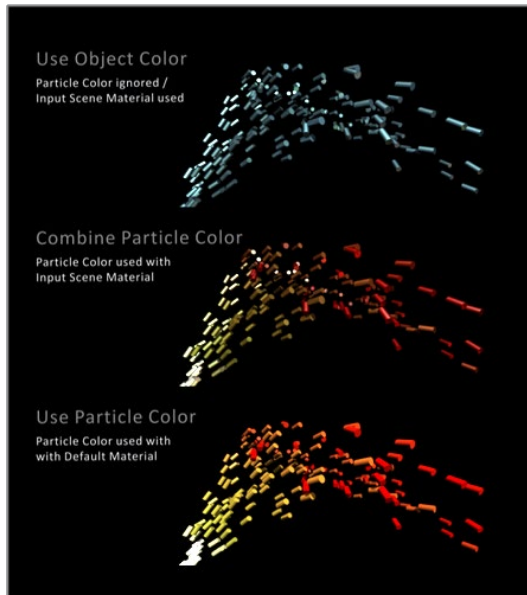 Use Object Color
Particle Color ignored /
Input Scene Material used
Combine Particle Color
Particle Color used with
Input Scene Material
Use Particle Color
Particle Color used with
with Default Material